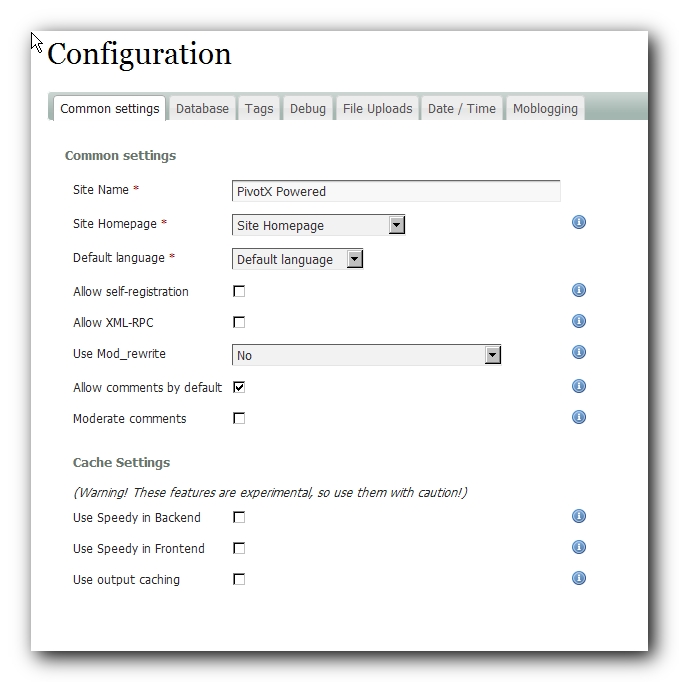 Configuration
Common settings Database Tags Debug File Uploads Date / Time Moblogging
Common settings
Site Name * PivotX Powered
Site Homepage * Site Homepage
Default language * Default language
Allow self-registration
Allow XML-RPC
Use Mod_rewrite No
Allow comments by default
Moderate comments
Cache Settings
(Warning! These features are experimental, so use them with caution!)
Use Speedy in Backend
Use Speedy in Frontend
Use output caching